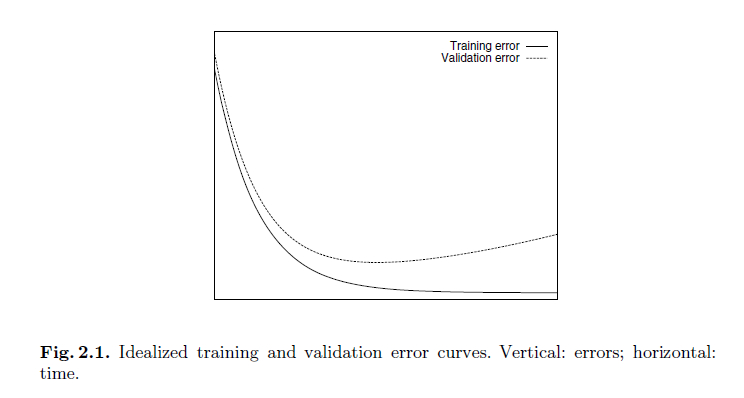 Training error
Validation error
Fig. 2.1. Idealized training and validation error curves. Vertical: errors; horizontal:
time.